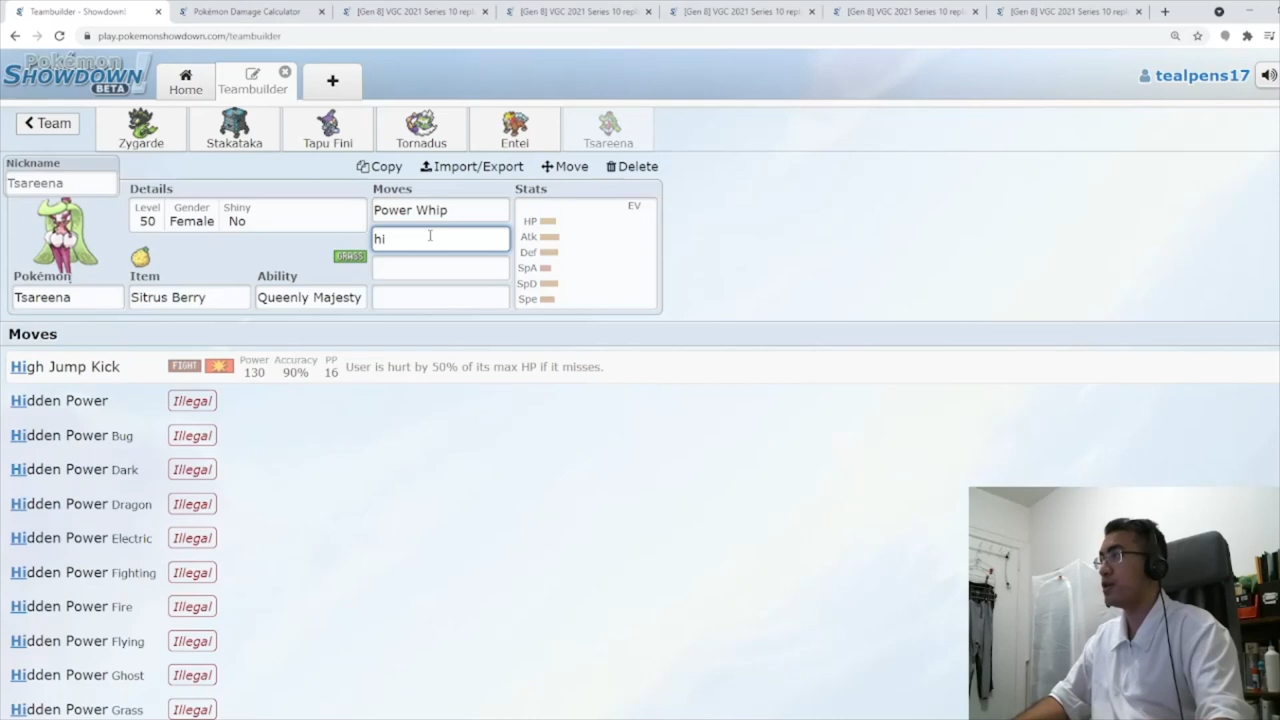 Teambuilder - Showdown!
Pokémon Damage Calculator
[Gen 8] VGC 2021 Series 10 repl
[Gen 8] VGC 2021 Series 10 repl
[Gen 8] VGC 2021 Series 10 repl
[Gen 8] VGC 2021 Series 10 repl
[Gen 8] VGC 2021 Series 10 repl
play.pokemonshowdown.com/teambuilder
Pokémon
SHOWDOWN!
BETA
Home
Teambuilder
tealpens17
Team
Zygarde
Stakataka
Tapu Fini
Tornadus
Entei
Tsareena
Nickname
Tsareena
Copy
Import/Export
Move
Delete
Details
Moves
Stats
Level
Gender
Shiny
50
Female
No
Power Whip
hi
EV
HP
Atk
Def
SpA
SpD
Spe
GRASS
Pokémon
Item
Ability
Tsareena
Sitrus Berry
Queenly Majesty
Moves
High Jump Kick FIGHT Power 130 Accuracy 90% PP 16 User is hurt by 50% of its max HP if it misses.
Hidden Power Illegal
Hidden Power Bug Illegal
Hidden Power Dark Illegal
Hidden Power Dragon Illegal
Hidden Power Electric Illegal
Hidden Power Fighting Illegal
Hidden Power Fire Illegal
Hidden Power Flying Illegal
Hidden Power Ghost Illegal
Hidden Power Grass Illegal